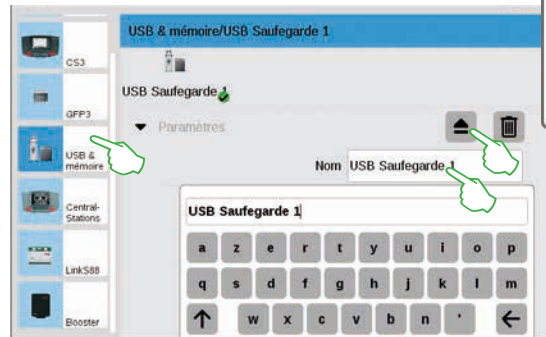 USB & mémoire/USB Saufegarde 1
CS3
USB Saufegarde 1
GFP3
Paramètres
USB &
mémoire
Nom USB Saufegarde 1
Central-
Stations
USB Saufegarde 1
a z e r t y u i o p
LinkS88
q s d f g h j k l m
Booster
w x c v b n '